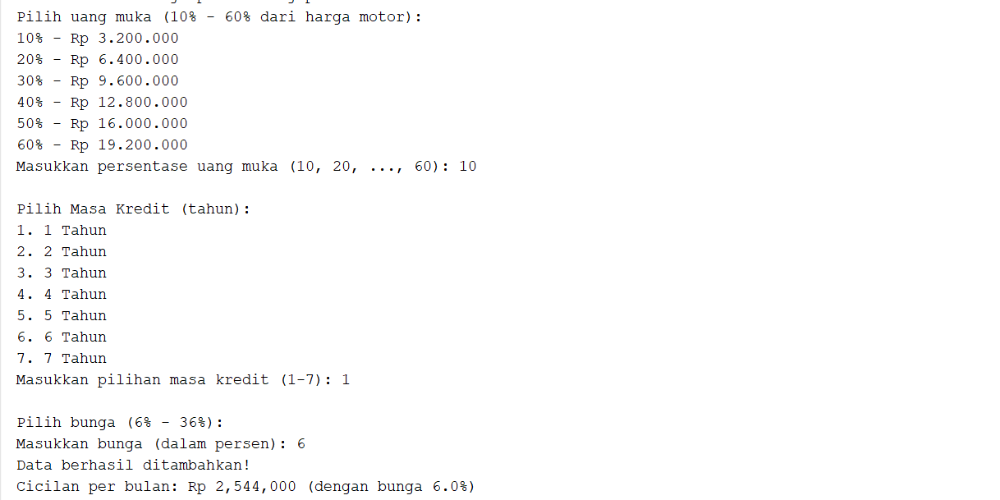 Pilih uang muka (10% - 60% dari harga motor):
10% - Rp 3.200.000
20% - Rp 6.400.000
30% - Rp 9.600.000
40% - Rp 12.800.000
50% - Rp 16.000.000
60% - Rp 19.200.000
Masukkan persentase uang muka (10, 20, ..., 60): 10

Pilih Masa Kredit (tahun):
1. 1 Tahun
2. 2 Tahun
3. 3 Tahun
4. 4 Tahun
5. 5 Tahun
6. 6 Tahun
7. 7 Tahun
Masukkan pilihan masa kredit (1-7): 1

Pilih bunga (6% - 36%):
Masukkan bunga (dalam persen): 6
Data berhasil ditambahkan!
Cicilan per bulan: Rp 2,544,000 (dengan bunga 6.0%)